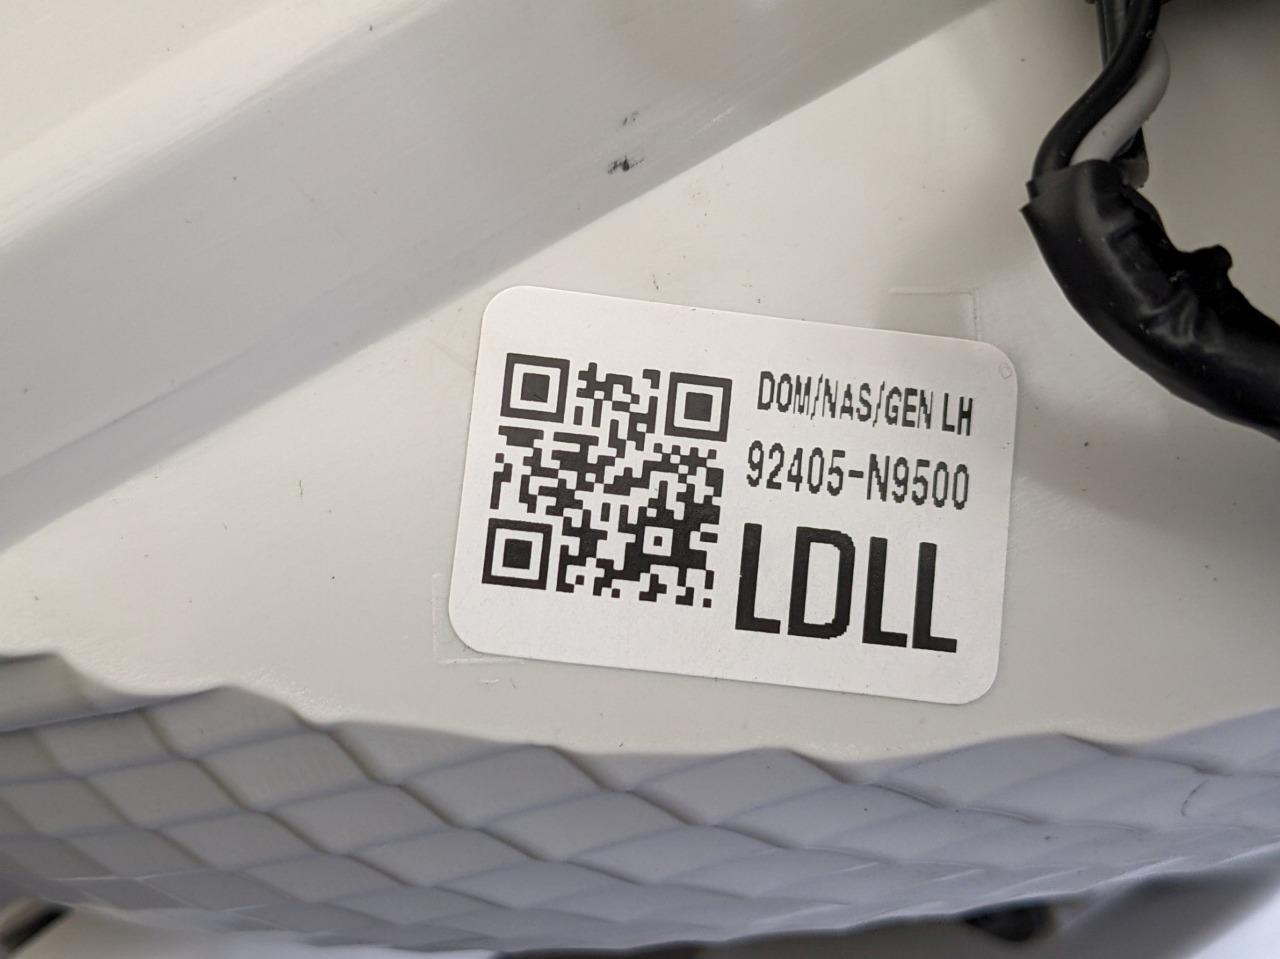 DOM/NAS/GEN LH
92405-N9500
LDLL